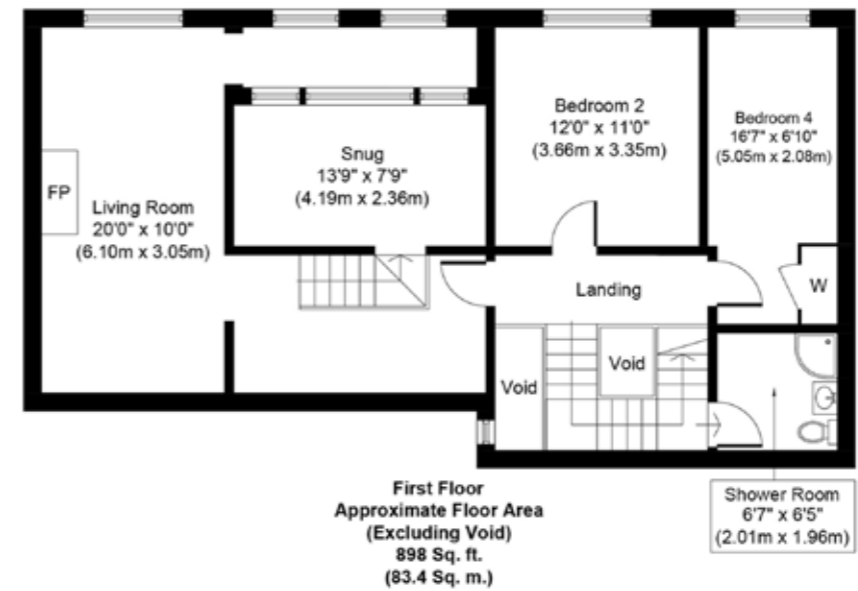 FP
Living Room
20'0" x 10'0"
(6.10m x 3.05m)
Snug
13'9" x 7'9"
(4.19m x 2.36m)
Bedroom 2
12'0" x 11'0"
(3.66m x 3.35m)
Bedroom 4
16'7" x 6'10"
(5.05m x 2.08m)
Landing
W
Void
Void
Shower Room
6'7" x 6'5"
(2.01m x 1.96m)
First Floor
Approximate Floor Area
(Excluding Void)
898 Sq. ft.
(83.4 Sq. m.)